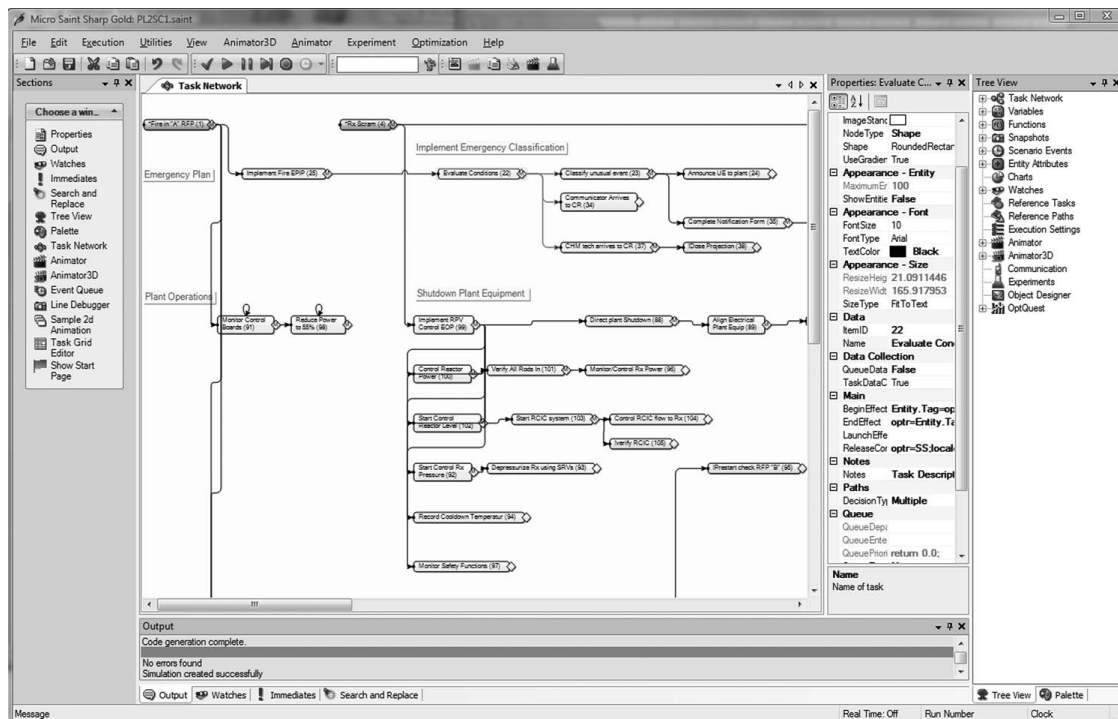 Micro Saint Sharp Gold: PL2SC1.saint
File Edit Execution Utilities View Animator3D Animator Experiment Optimization Help
Sections
Choose a win...
Properties
Output
Watches
Immediates
Search and
Replace
Tree View
Palette
Task Network
Animator
Animator3D
Event Queue
Line Debugger
Sample 2d
Animation
Task Grid
Editor
Show Start
Page
Task Network
*Fire in "A" RFP (1)
*Rx Scram (4)
Implement Emergency Classification
Emergency Plan
Implement Fire EPIP (25)
Evaluate Conditions (22)
Classify unusual event (23)
Announce UE to plant (24)
Communicator Arrives
to CR (34)
Complete Notification Form (35)
CHM tech arrives to CR (37)
IDose Projection (38)
Plant Operations
Shutdown Plant Equipment
Monitor Control
Boards (91)
Reduce Power
to 55% (98)
Implement RPV
Control EOP (99)
Direct plant Shutdown (88)
Align Electrical
Plant Equip (89)
Control Reactor
Power (100)
Verify All Rods In (101)
Monitor/Control Rx Power (96)
Start Control
Reactor Level (102)
Start RCIC system (103)
Control RCIC flow to Rx (104)
Iverify RCIC (105)
Start Control Rx
Pressure (92)
Depressurize Rx using SRVs (93)
IPrestart check RFP "B" (95)
Record Cooldown Temperatur (94)
Monitor Safety Functions (97)
Properties: Evaluate C...
ImageStanc
NodeType Shape
Shape RoundedRectar
UseGradier True
Appearance - Entity
MaximumEr 100
ShowEntitie False
Appearance - Font
FontSize 10
FontType Arial
TextColor Black
Appearance - Size
ResizeHeig 21.0911446
ResizeWidt 165.917953
SizeType FitToText
Data
ItemID 22
Name Evaluate Con
Data Collection
QueueData False
TaskDataC True
Main
BeginEffect Entity.Tag=op
EndEffect optr=Entity.Ta
LaunchEffe
ReleaseCor optr=SS;local
Notes
Notes Task Descript
Paths
DecisionTy Multiple
Queue
QueueDepa
QueueEnte
QueuePriori return 0.0;
Name
Name of task
Tree View
Task Network
Variables
Functions
Snapshots
Scenario Events
Entity Attributes
Charts
Watches
Reference Tasks
Reference Paths
Execution Settings
Animator
Animator3D
Communication
Experiments
Object Designer
OptQuest
Output
Code generation complete.
No errors found
Simulation created successfully
Output Watches Immediates Search and Replace
Tree View Palette
Message
Real Time: Off Run Number Clock